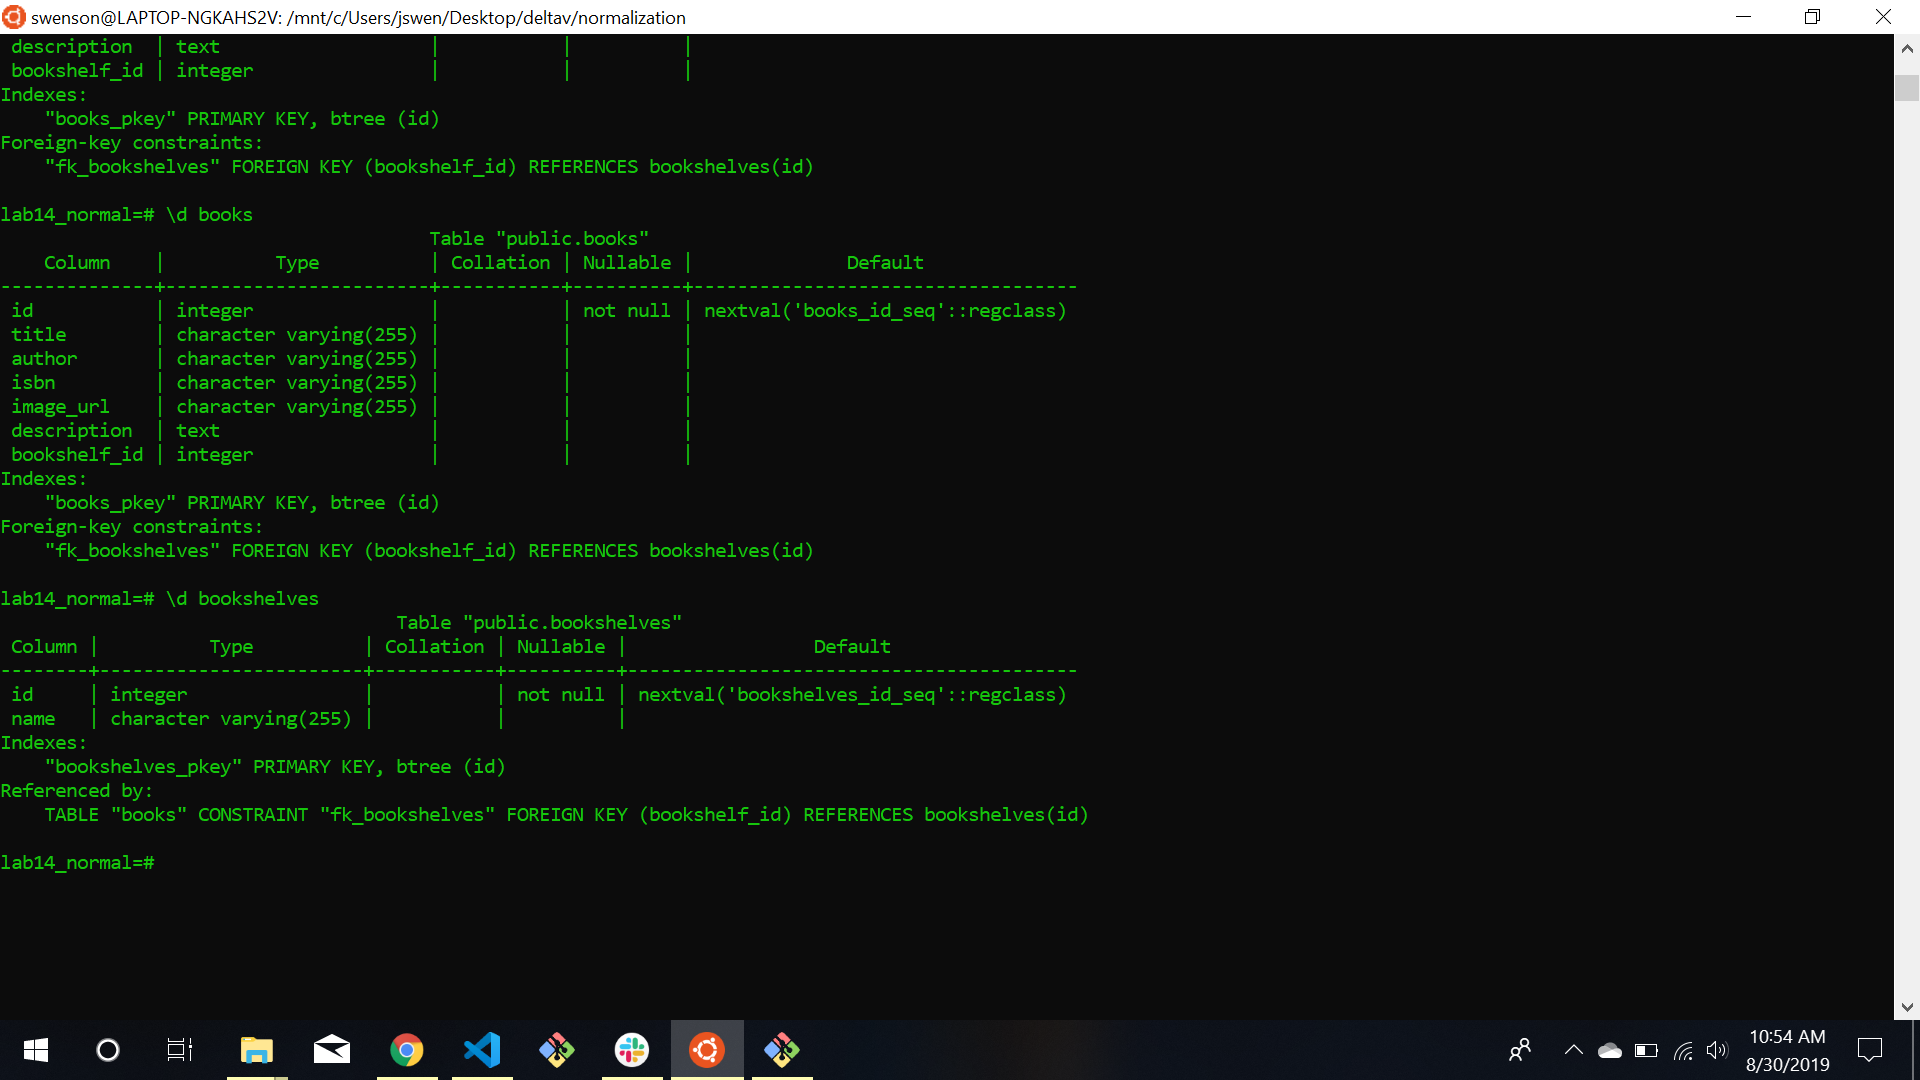 swenson@LAPTOP-NGKAHS2V: /mnt/c/Users/jswen/Desktop/deltav/normalization
 description  | text                   |           |          |
 bookshelf_id | integer                |           |          |
Indexes:
    "books_pkey" PRIMARY KEY, btree (id)
Foreign-key constraints:
    "fk_bookshelves" FOREIGN KEY (bookshelf_id) REFERENCES bookshelves(id)

lab14_normal=# \d books
                                       Table "public.books"
    Column    |          Type          | Collation | Nullable |              Default
--------------+------------------------+-----------+----------+-----------------------------------
 id           | integer                |           | not null | nextval('books_id_seq'::regclass)
 title        | character varying(255) |           |          |
 author       | character varying(255) |           |          |
 isbn         | character varying(255) |           |          |
 image_url    | character varying(255) |           |          |
 description  | text                   |           |          |
 bookshelf_id | integer                |           |          |
Indexes:
    "books_pkey" PRIMARY KEY, btree (id)
Foreign-key constraints:
    "fk_bookshelves" FOREIGN KEY (bookshelf_id) REFERENCES bookshelves(id)

lab14_normal=# \d bookshelves
                                    Table "public.bookshelves"
 Column |          Type          | Collation | Nullable |                 Default
--------+------------------------+-----------+----------+-----------------------------------------
 id     | integer                |           | not null | nextval('bookshelves_id_seq'::regclass)
 name   | character varying(255) |           |          |
Indexes:
    "bookshelves_pkey" PRIMARY KEY, btree (id)
Referenced by:
    TABLE "books" CONSTRAINT "fk_bookshelves" FOREIGN KEY (bookshelf_id) REFERENCES bookshelves(id)

lab14_normal=#
10:54 AM
8/30/2019